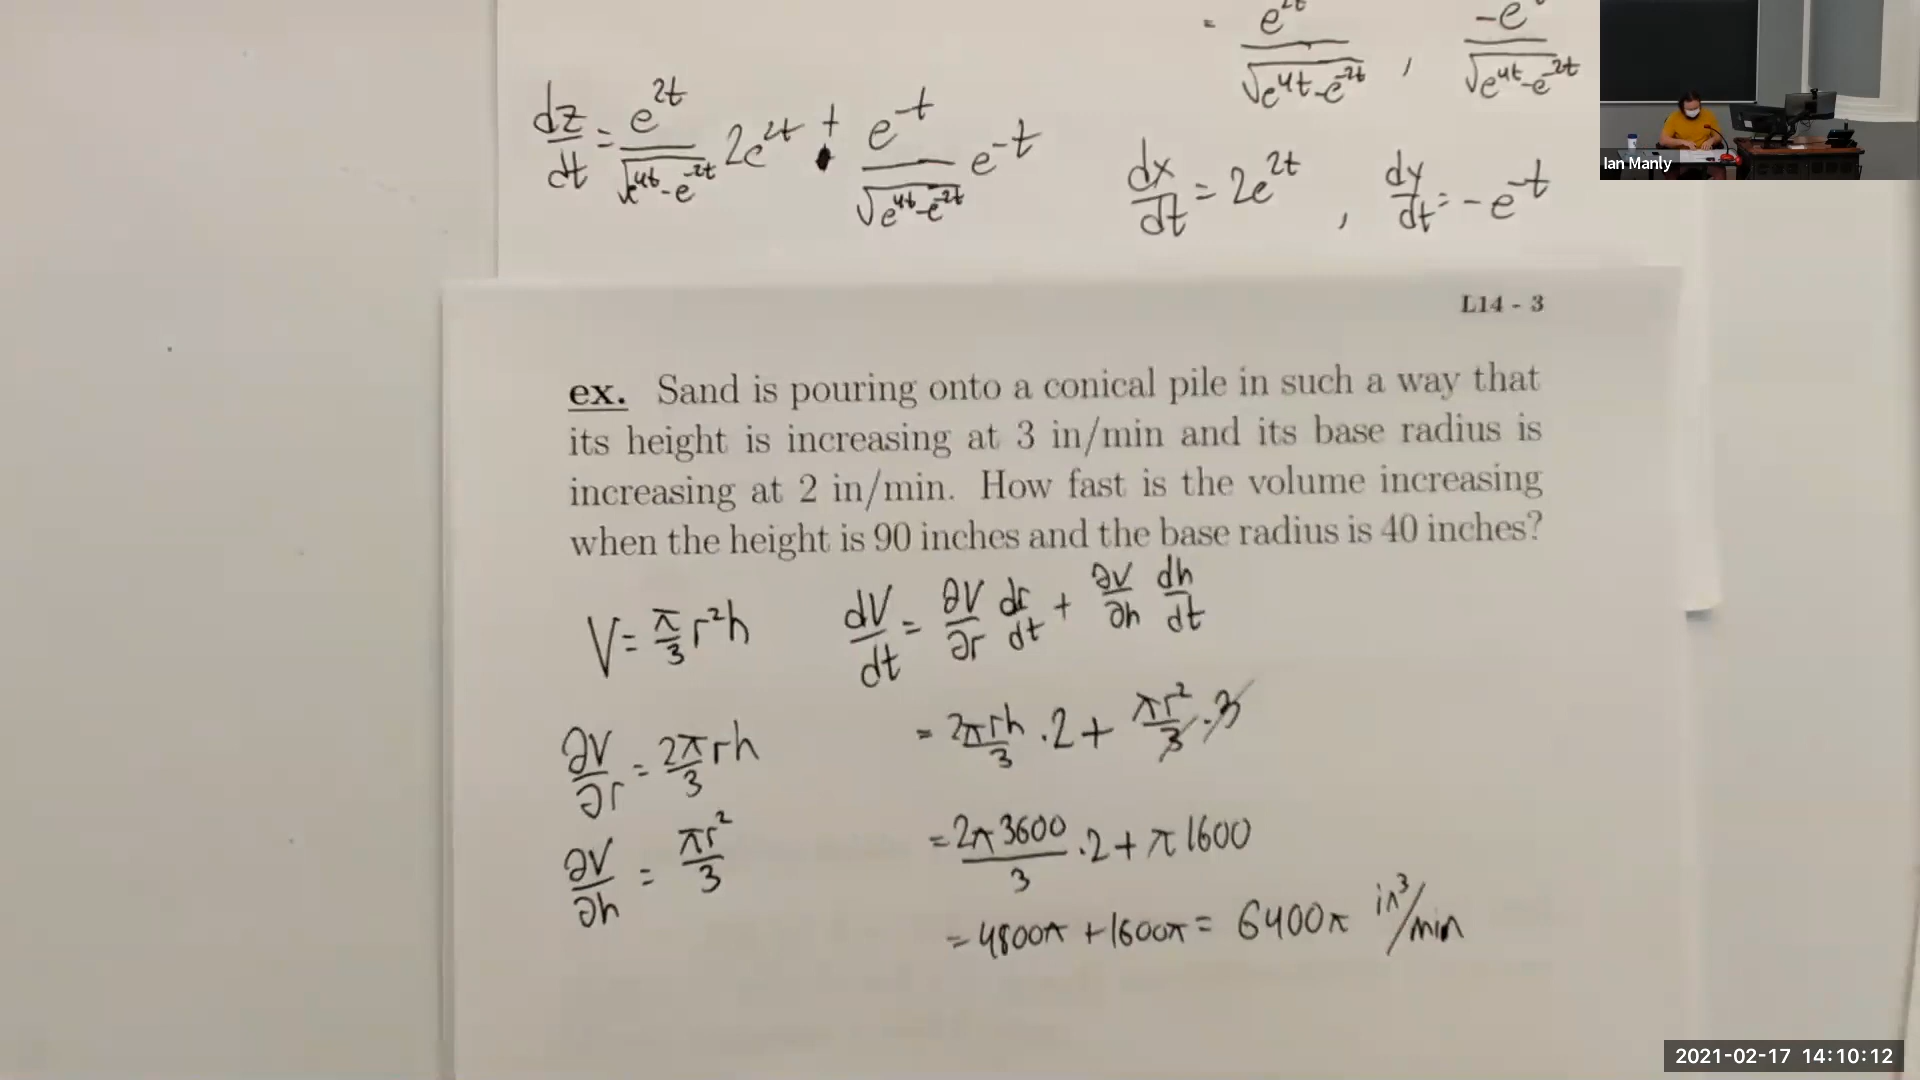 = e^2t/√(e^4t-e^-2t) , -e/√(e^4t-e^-2t)
dz/dt = e^2t/√(e^4t-e^-2t) 2e^2t + e^-t/√(e^4t-e^-2t) e^-t
dx/dt = 2e^2t , dy/dt = -e^-t
Ian Manly
L14 - 3
ex. Sand is pouring onto a conical pile in such a way that
its height is increasing at 3 in/min and its base radius is
increasing at 2 in/min. How fast is the volume increasing
when the height is 90 inches and the base radius is 40 inches?
V = π/3 r²h
dV/dt = ∂V/∂r dr/dt + ∂V/∂h dh/dt
∂V/∂r = 2π/3 rh
= 2πrh/3 · 2 + πr²/3 · 3
∂V/∂h = πr²/3
= 2π3600/3 · 2 + π1600
= 4800π + 1600π = 6400π in³/min
2021-02-17 14:10:12